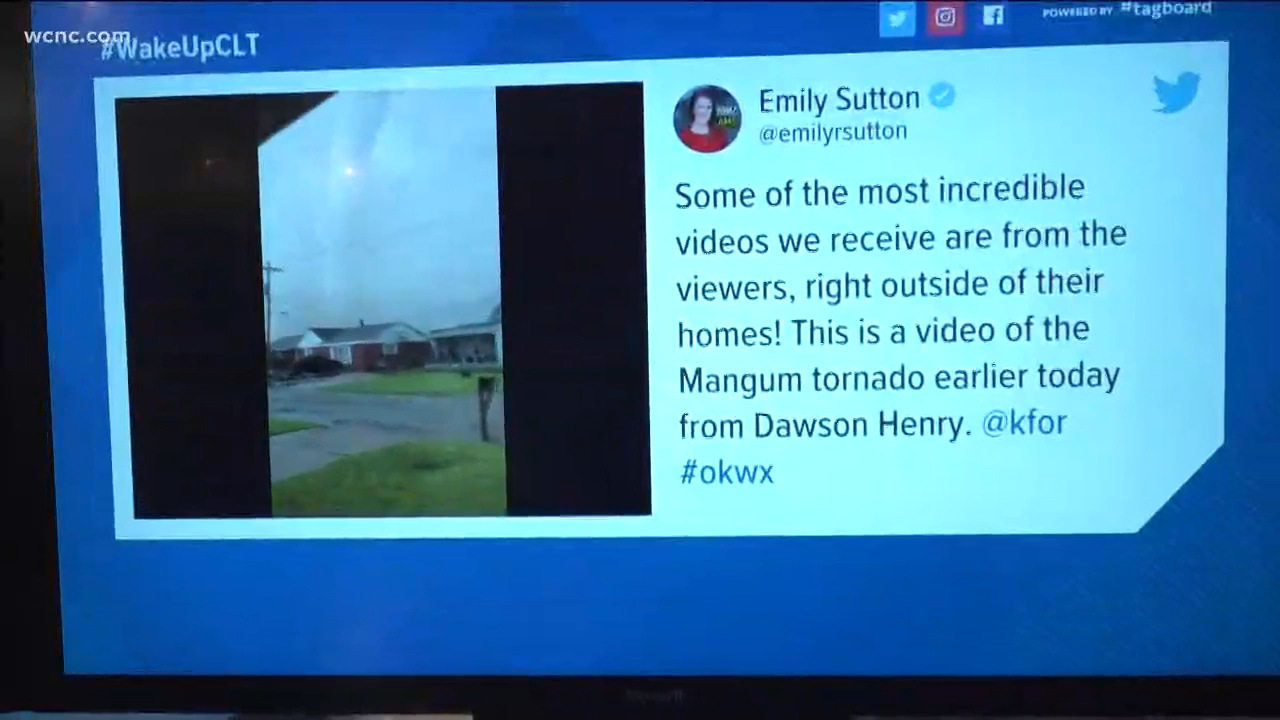 wcnc.com
#WakeUpCLT
POWERED BY #tagboard
Emily Sutton
@emilyrsutton
Some of the most incredible
videos we receive are from the
viewers, right outside of their
homes! This is a video of the
Mangum tornado earlier today
from Dawson Henry. @kfor
#okwx